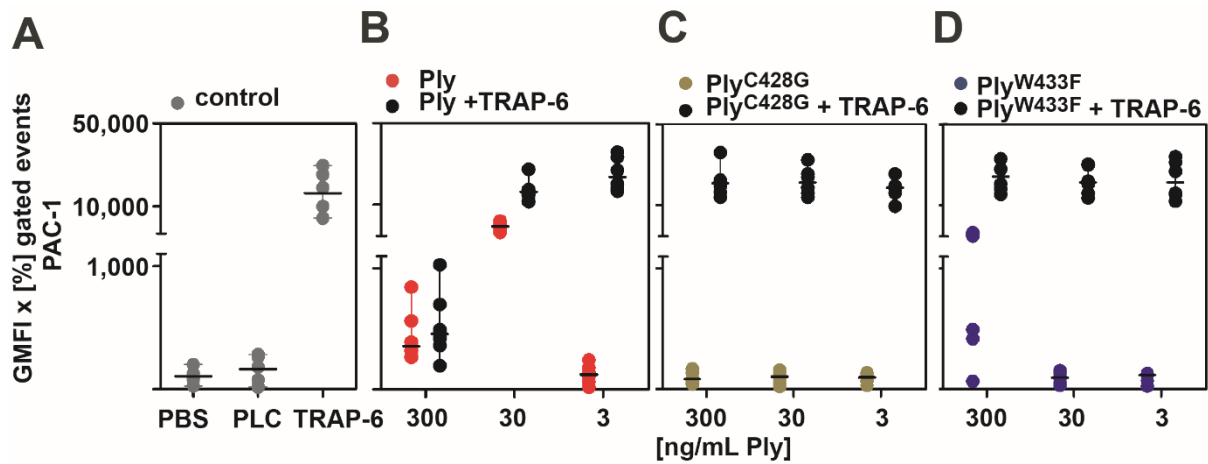 A
B
C
D
control
Ply
Ply +TRAP-6
PlyC428G
PlyC428G + TRAP-6
PlyW433F
PlyW433F + TRAP-6
GMFI x [%] gated events
PAC-1
50,000
10,000
1,000
PBS PLC TRAP-6
300 30 3
300 30 3
300 30 3
[ng/mL Ply]